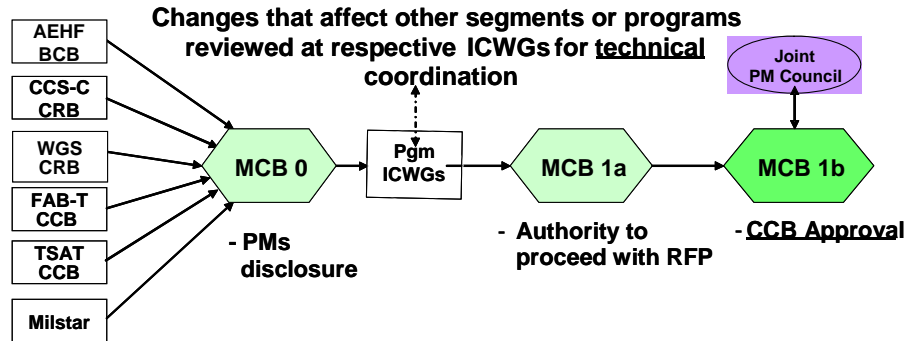 Changes that affect other segments or programs
reviewed at respective ICWGs for technical
coordination
AEHF
BCB
CCS-C
CRB
WGS
CRB
FAB-T
CCB
TSAT
CCB
Milstar
MCB 0
- PMs
disclosure
Pgm
ICWGs
MCB 1a
- Authority to
proceed with RFP
Joint
PM Council
MCB 1b
- CCB Approval